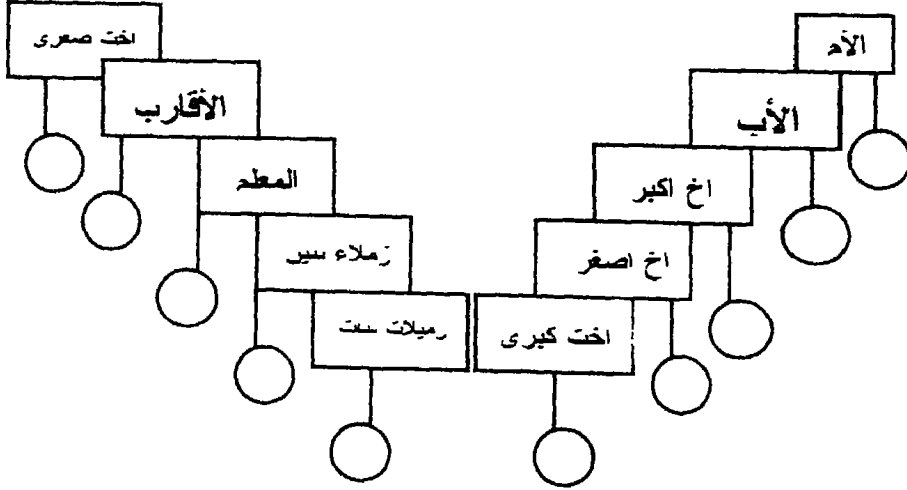 الأم
اخت صغرى
الأب
الأقارب
اخ اكبر
المعلم
اخ اصغر
زملاء
اخت كبرى
زميلات